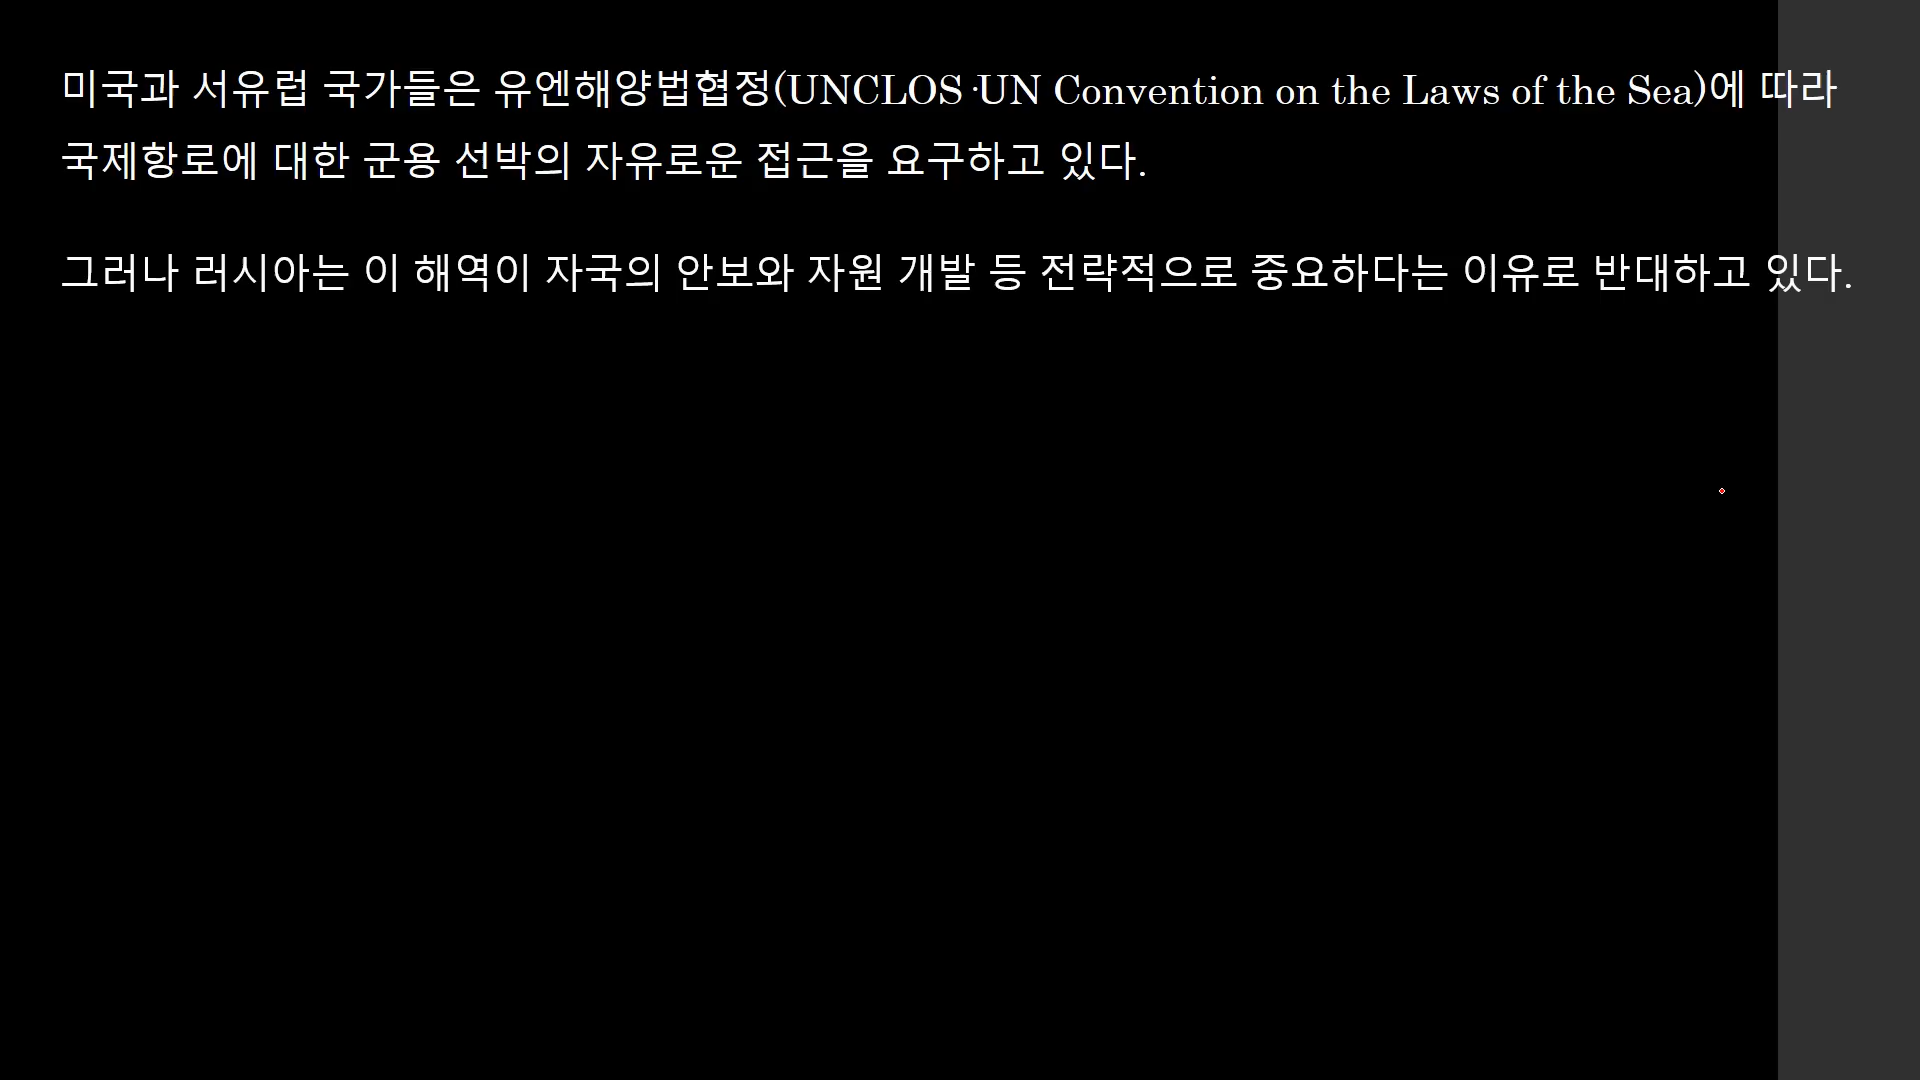 미국과 서유럽 국가들은 유엔해양법협정(UNCLOS·UN Convention on the Laws of the Sea)에 따라
국제항로에 대한 군용 선박의 자유로운 접근을 요구하고 있다.
그러나 러시아는 이 해역이 자국의 안보와 자원 개발 등 전략적으로 중요하다는 이유로 반대하고 있다.